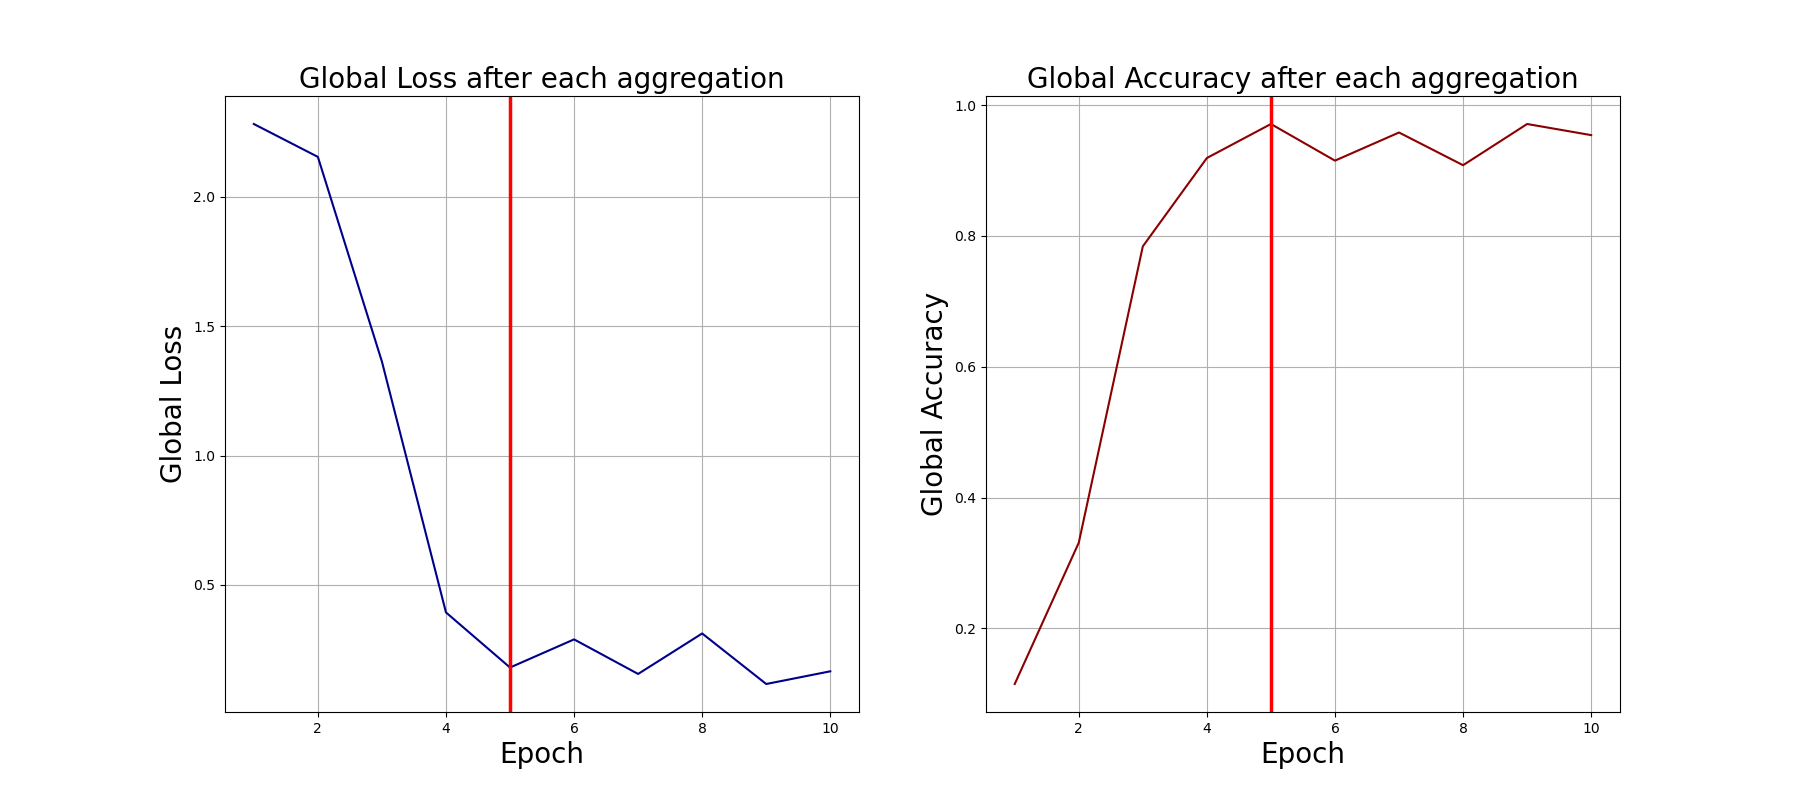 Global Loss after each aggregation
Global Loss
2.0
1.5
1.0
0.5
2 4 6 8 10
Epoch
Global Accuracy after each aggregation
Global Accuracy
1.0
0.8
0.6
0.4
0.2
2 4 6 8 10
Epoch